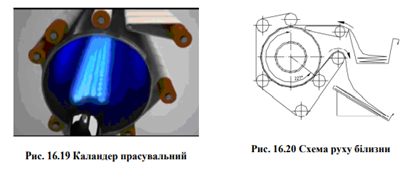 Рис. 16.19 Каландер прасувальний
Рис. 16.20 Схема руху білизни